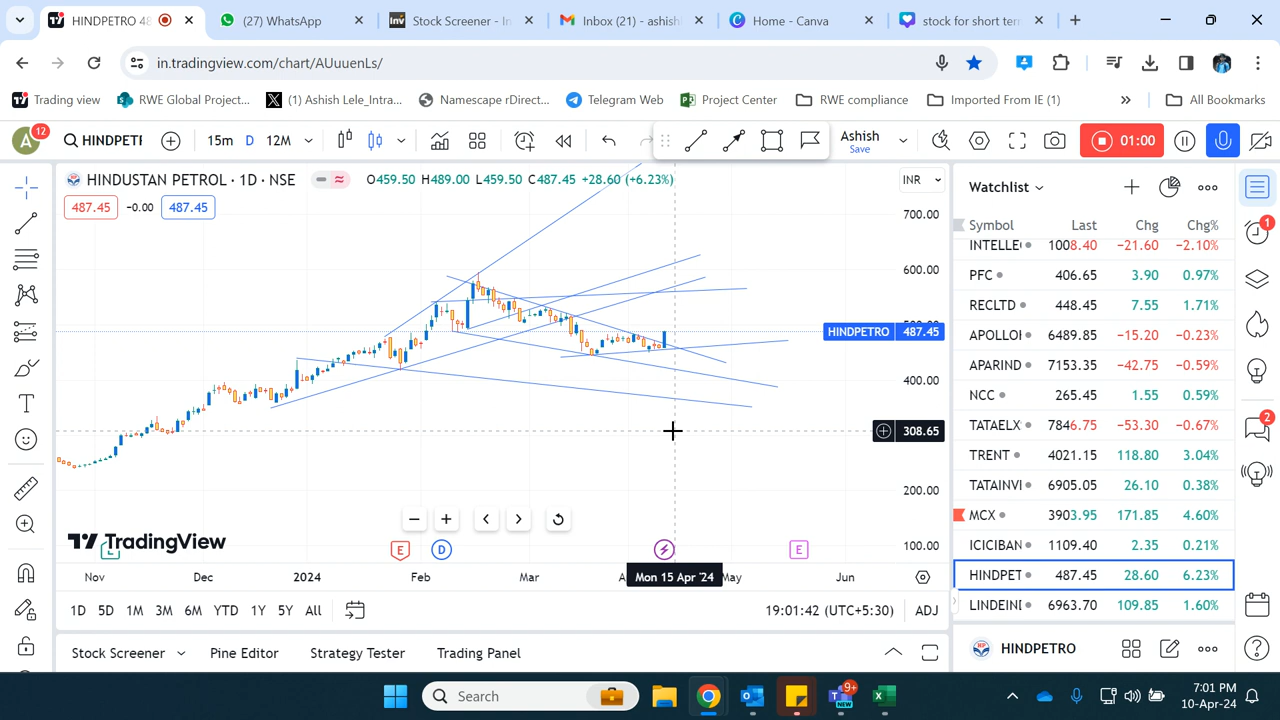 HINDPETRO 48
(27) WhatsApp
Stock Screener - In
Inbox (21) - ashish
Home - Canva
stock for short terr
in.tradingview.com/chart/AUuuenLs/
Trading view
RWE Global Project...
(1) Ashish Lele_Intra...
Namescape rDirect...
Telegram Web
Project Center
RWE compliance
Imported From IE (1)
All Bookmarks
A 12
HINDPETF
15m
D
12M
Ashish
Save
01:00
HINDUSTAN PETROL · 1D · NSE
O459.50 H489.00 L459.50 C487.45 +28.60 (+6.23%)
INR
487.45
-0.00
487.45
700.00
600.00
HINDPETRO 487.45
400.00
308.65
200.00
100.00
TradingView
E
D
E
Nov
Dec
2024
Feb
Mar
Mon 15 Apr '24
May
Jun
1D
5D
1M
3M
6M
YTD
1Y
5Y
All
19:01:42 (UTC+5:30)
ADJ
Stock Screener
Pine Editor
Strategy Tester
Trading Panel
Watchlist
Symbol Last Chg Chg%
INTELLE 1008.40 −21.60 −2.10%
PFC 406.65 3.90 0.97%
RECLTD 448.45 7.55 1.71%
APOLLO 6489.85 −15.20 −0.23%
APARIND 7153.35 −42.40 −0.59%
NCC 265.45 1.55 0.59%
TATAELX 7846.75 −53.30 −0.67%
TRENT 4021.15 118.80 3.04%
TATAINVI 6905.05 26.10 0.38%
MCX 3903.95 171.85 4.60%
ICICIBAN 1109.40 2.35 0.21%
HINDPET 487.45 28.60 6.23%
LINDEINI 6963.70 109.85 1.60%
HINDPETRO
1
2
Search
9+
NEW
7:01 PM
10-Apr-24